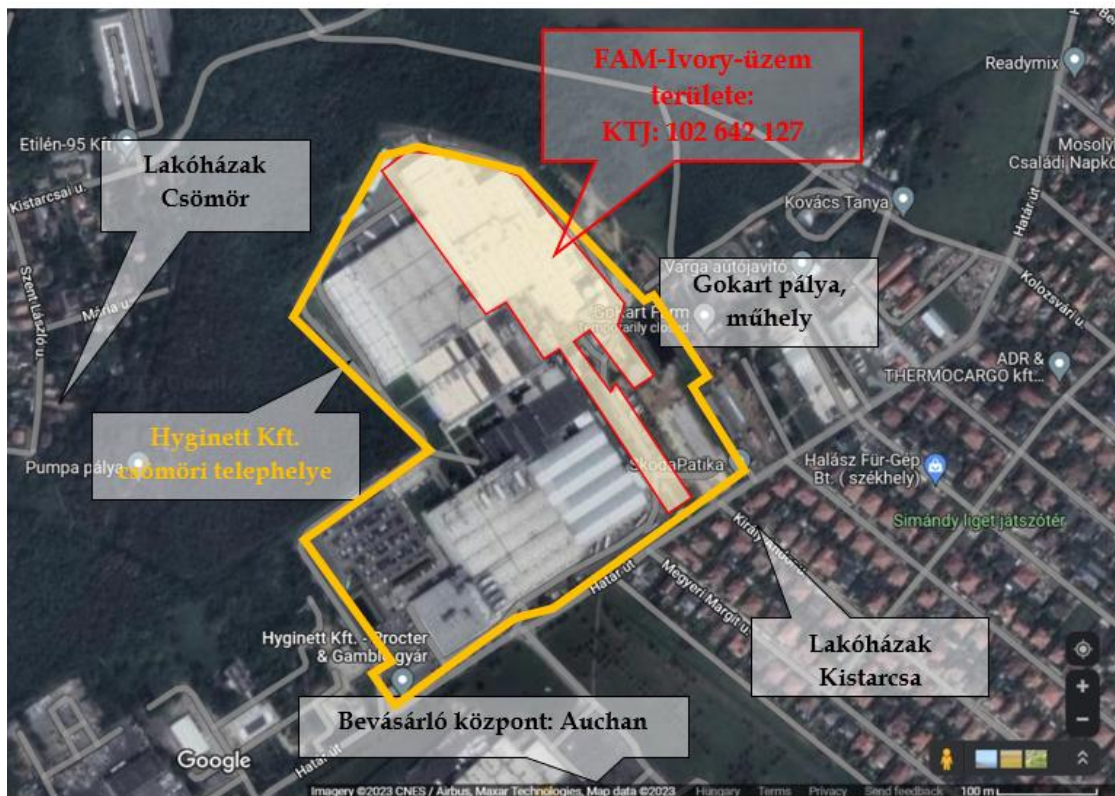 FAM-Ivory-üzem
területe:
KTJ: 102 642 127
Readymix
Etilén-95 Kft
Lakóházak
Csömör
Kistarcsai u.
Mosoly
Családi Napkö
Határ út
Kovács Tanya
Varga autójavító
Gokart pálya,
műhely
Gokart Farm
Temporarily closed
Kolozsvári u.
Szent László u.
Mária u.
ADR &
THERMOCARGO kft...
Hyginett Kft.
csömöri telephelye
Pumpa pálya
SkodaPatika
Halász Für-Gép
Bt. ( székhely)
Simándy liget játszótér
Határ út
Megyeri Margit u.
Hyginett Kft. - Procter
& Gamble gyár
Lakóházak
Kistarcsa
Bevásárló központ: Auchan
Google
Határ út
Imagery ©2023 CNES / Airbus, Maxar Technologies, Map data ©2023 Hungary Terms Privacy Send feedback 100 m